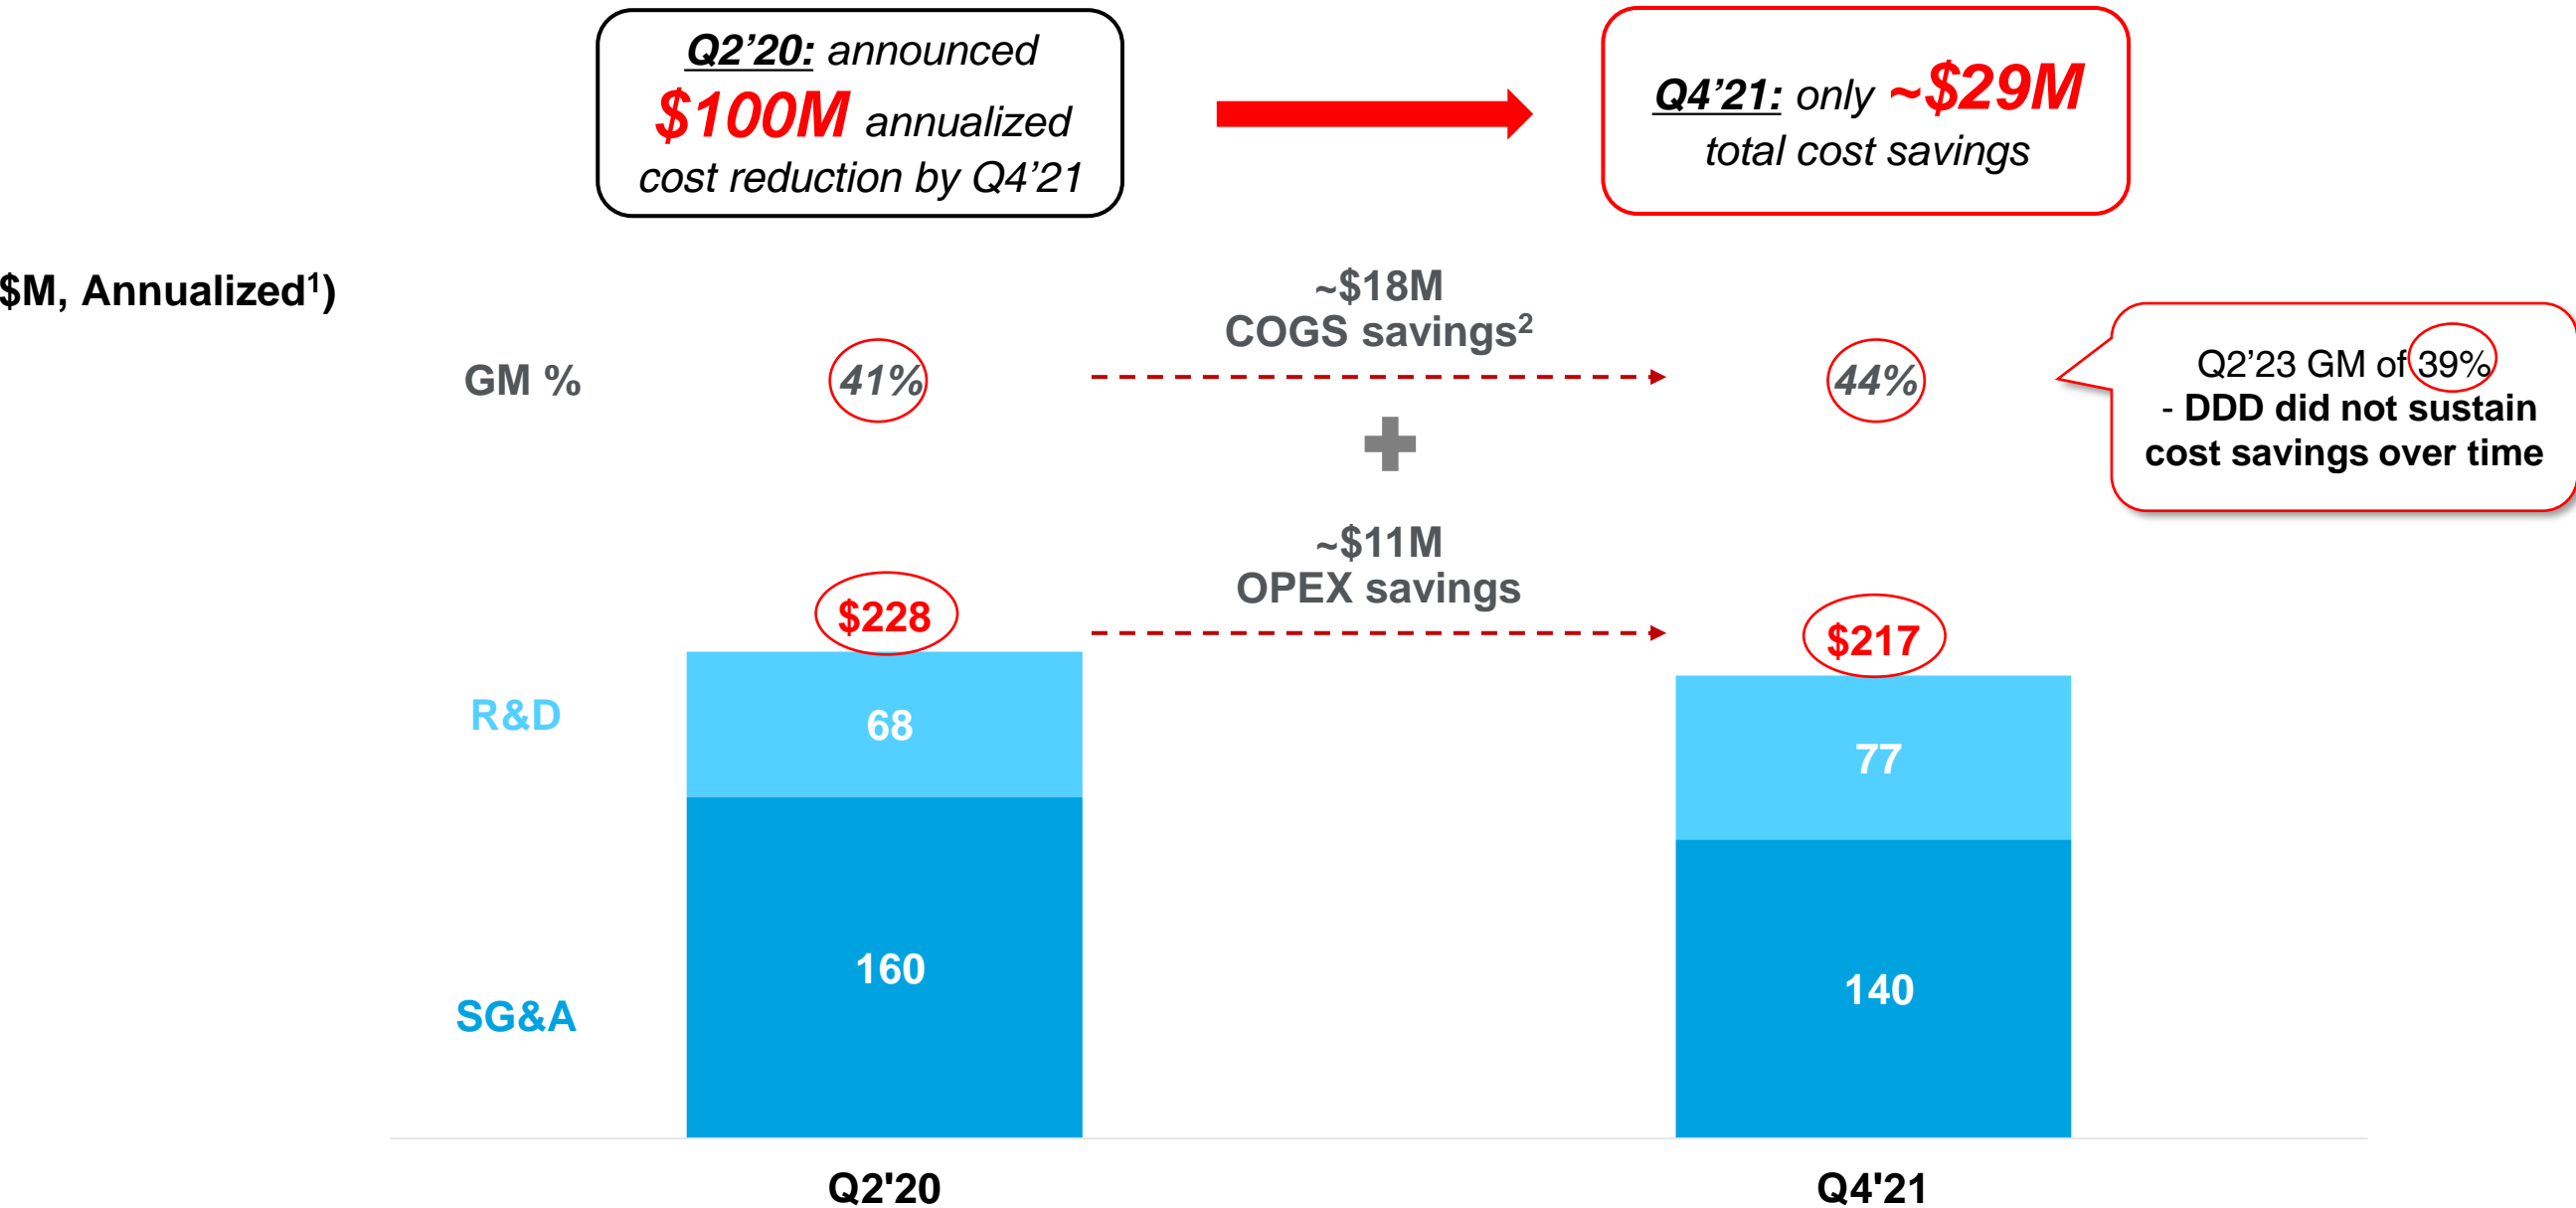 Q2’20: announced
$100M annualized
cost reduction by Q4’21
Q4’21: only ~$29M
total cost savings
$M, Annualized¹)
~$18M
COGS savings²
GM %
41%
44%
Q2’23 GM of 39%
- DDD did not sustain
cost savings over time
~$11M
OPEX savings
$228
$217
R&D
68
77
SG&A
160
140
Q2'20
Q4'21